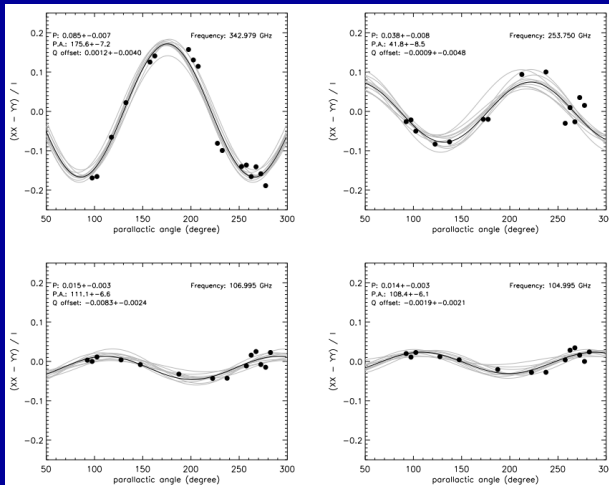 P: 0.085+-0.007
P.A.: 175.6+-7.2
Q offset: 0.0012+-0.0040
Frequency: 342.979 GHz
(XX - YY) / I
0.2
0.1
0.0
-0.1
-0.2
50 100 150 200 250 300
parallactic angle (degree)
P: 0.038+-0.008
P.A.: 41.8+-8.5
Q offset: -0.0009+-0.0048
Frequency: 253.750 GHz
(XX - YY) / I
0.2
0.1
0.0
-0.1
-0.2
50 100 150 200 250 300
parallactic angle (degree)
P: 0.015+-0.003
P.A.: 111.1+-6.6
Q offset: -0.0083+-0.0024
Frequency: 106.995 GHz
(XX - YY) / I
0.2
0.1
0.0
-0.1
-0.2
50 100 150 200 250 300
parallactic angle (degree)
P: 0.014+-0.003
P.A.: 108.4+-6.1
Q offset: -0.0019+-0.0021
Frequency: 104.995 GHz
(XX - YY) / I
0.2
0.1
0.0
-0.1
-0.2
50 100 150 200 250 300
parallactic angle (degree)